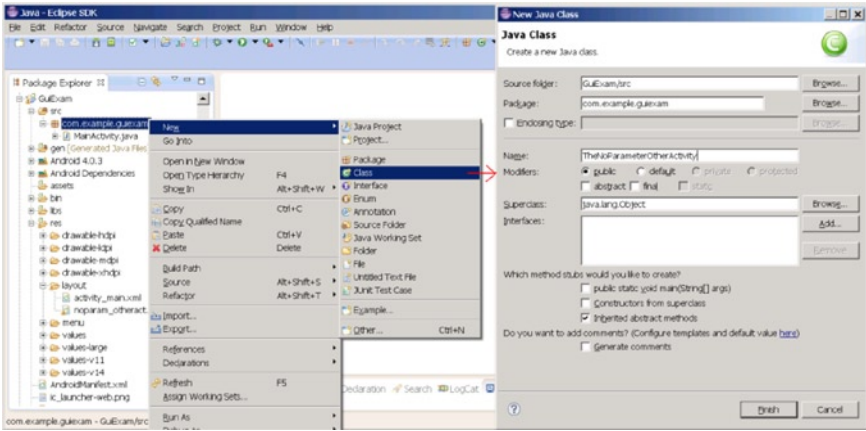 Java - Eclipse SDK
File Edit Refactor Source Navigate Search Project Run Window Help
Package Explorer
GuiExam
src
com.example.guiexam
MainActivity.java
gen [Generated Java Files
Android 4.0.3
Android Dependencies
assets
bin
libs
res
drawable-hdpi
drawable-ldpi
drawable-mdpi
drawable-xhdpi
layout
activity_main.xml
noparam_otheract.
menu
values
values-large
values-v11
values-v14
AndroidManifest.xml
ic_launcher-web.png
com.example.guiexam - GuiExam/src
New
Go Into
Open in New Window
Open Type Hierarchy F4
Show In Alt+Shift+W
Copy Ctrl+C
Copy Qualified Name
Paste Ctrl+V
Delete Delete
Build Path
Source Alt+Shift+S
Refactor Alt+Shift+T
Import...
Export...
References
Declarations
Refresh F5
Assign Working Sets...
Run As
Debug As
Java Project
Project...
Package
Class
Interface
Enum
Annotation
Source Folder
Java Working Set
Folder
File
Untitled Text File
JUnit Test Case
Example...
Other... Ctrl+N
Declaration Search LogCat
New Java Class
Java Class
Create a new Java class.
Source folder: GuiExam/src Browse...
Package: com.example.guiexam Browse...
Enclosing type: Browse...
Name: TheNoParameterOtherActivity
Modifiers: public default private protected
abstract final static
Superclass: java.lang.Object Browse...
Interfaces: Add...
Remove
Which method stubs would you like to create?
public static void main(String[] args)
Constructors from superclass
Inherited abstract methods
Do you want to add comments? (Configure templates and default value here)
Generate comments
Finish Cancel